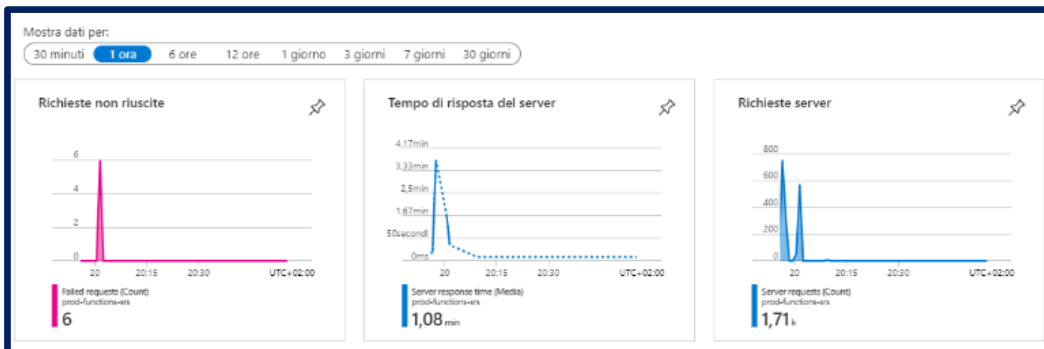 Mostra dati per:
30 minuti 1 ora 6 ore 12 ore 1 giorno 3 giorni 7 giorni 30 giorni
Richieste non riuscite
6
4
2
0
20 20:15 20:30 UTC+02:00
Failed requests (Count)
prod-functions-xrs
6
Tempo di risposta del server
4,17min
3,33min
2,5min
1,67min
50secondi
0ms
20 20:15 20:30 UTC+02:00
Server response time (Media)
prod-functions-xrs
1,08 min
Richieste server
800
600
400
200
0
20 20:15 20:30 UTC+02:00
Server requests (Count)
prod-functions-xrs
1,71 k